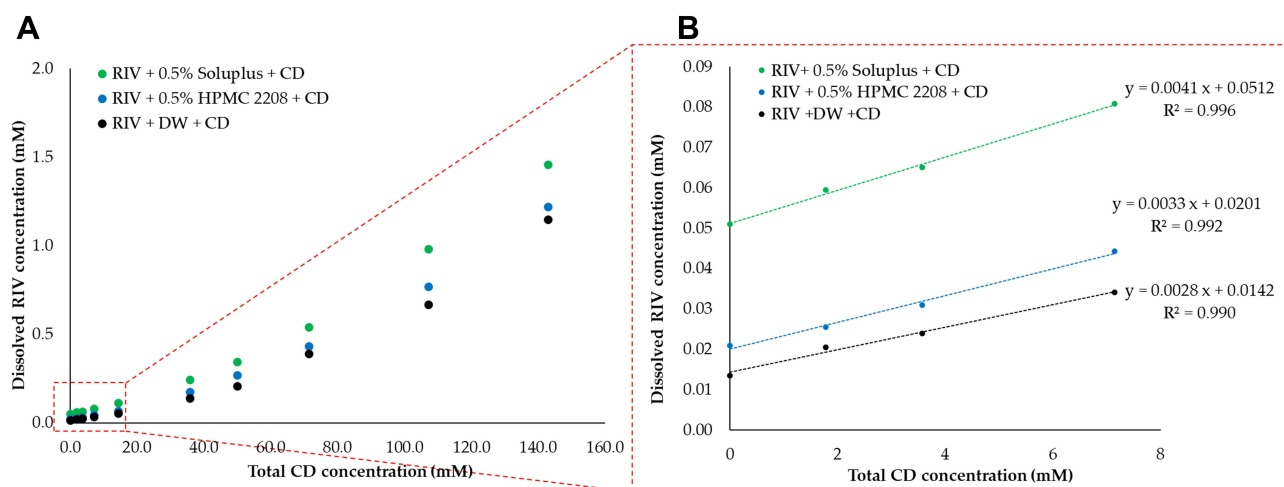 A
Dissolved RIV concentration (mM)
2.0
1.5
1.0
0.5
0.0
RIV + 0.5% Soluplus + CD
RIV + 0.5% HPMC 2208 + CD
RIV + DW + CD
0.0 20.0 40.0 60.0 80.0 100.0 120.0 140.0 160.0
Total CD concentration (mM)
B
Dissolved RIV concentration (mM)
0.09
0.08
0.07
0.06
0.05
0.04
0.03
0.02
0.01
0.00
RIV+ 0.5% Soluplus + CD
RIV + 0.5% HPMC 2208 + CD
RIV +DW +CD
y = 0.0041 x + 0.0512
R² = 0.996
y = 0.0033 x + 0.0201
R² = 0.992
y = 0.0028 x + 0.0142
R² = 0.990
0 2 4 6 8
Total CD concentration (mM)